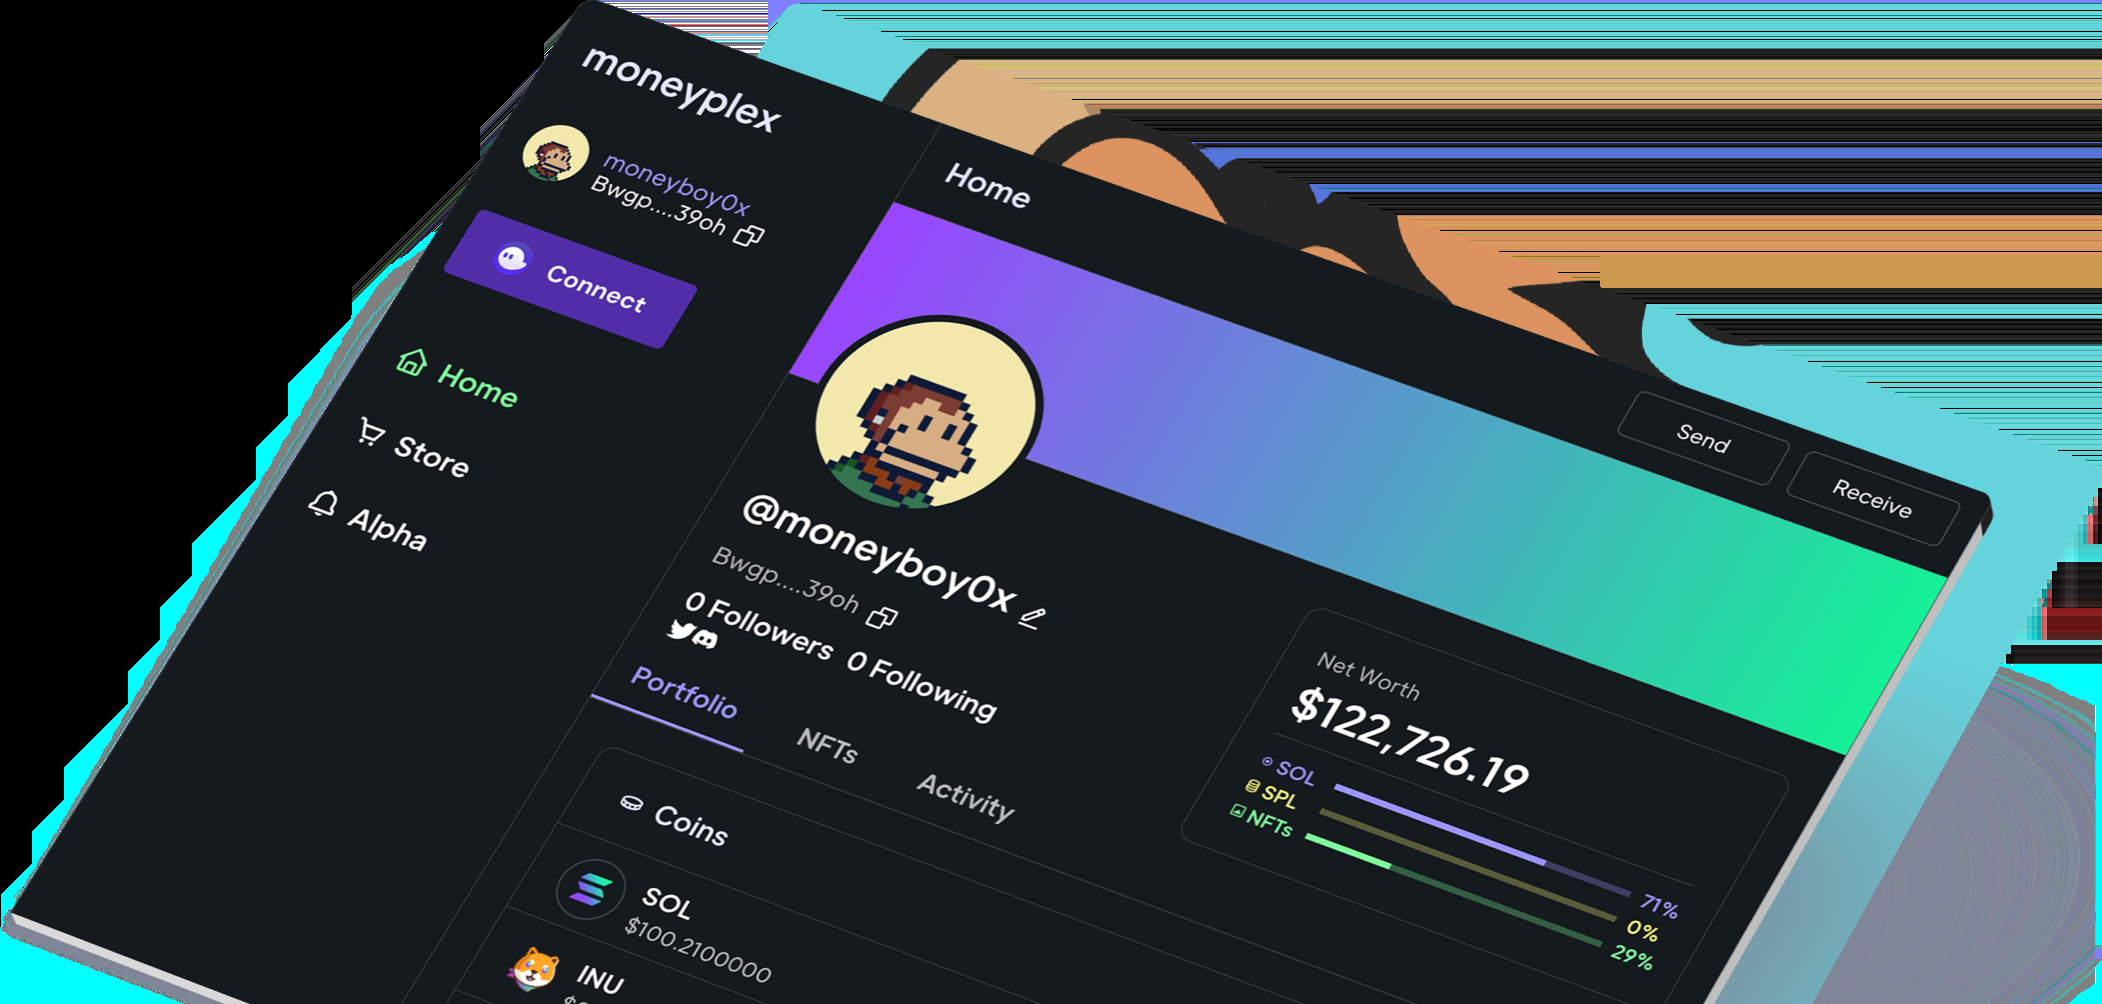 moneyplex
moneyboy0x
Bwgp....39oh
Connect
Home
Store
Alpha
Home
Send
Receive
@moneyboy0x
Bwgp....39oh
0 Followers 0 Following
Portfolio
NFTs
Activity
Net Worth
$122,726.19
SOL
71%
SPL
0%
NFTs
29%
Coins
SOL
$100.2100000
INU